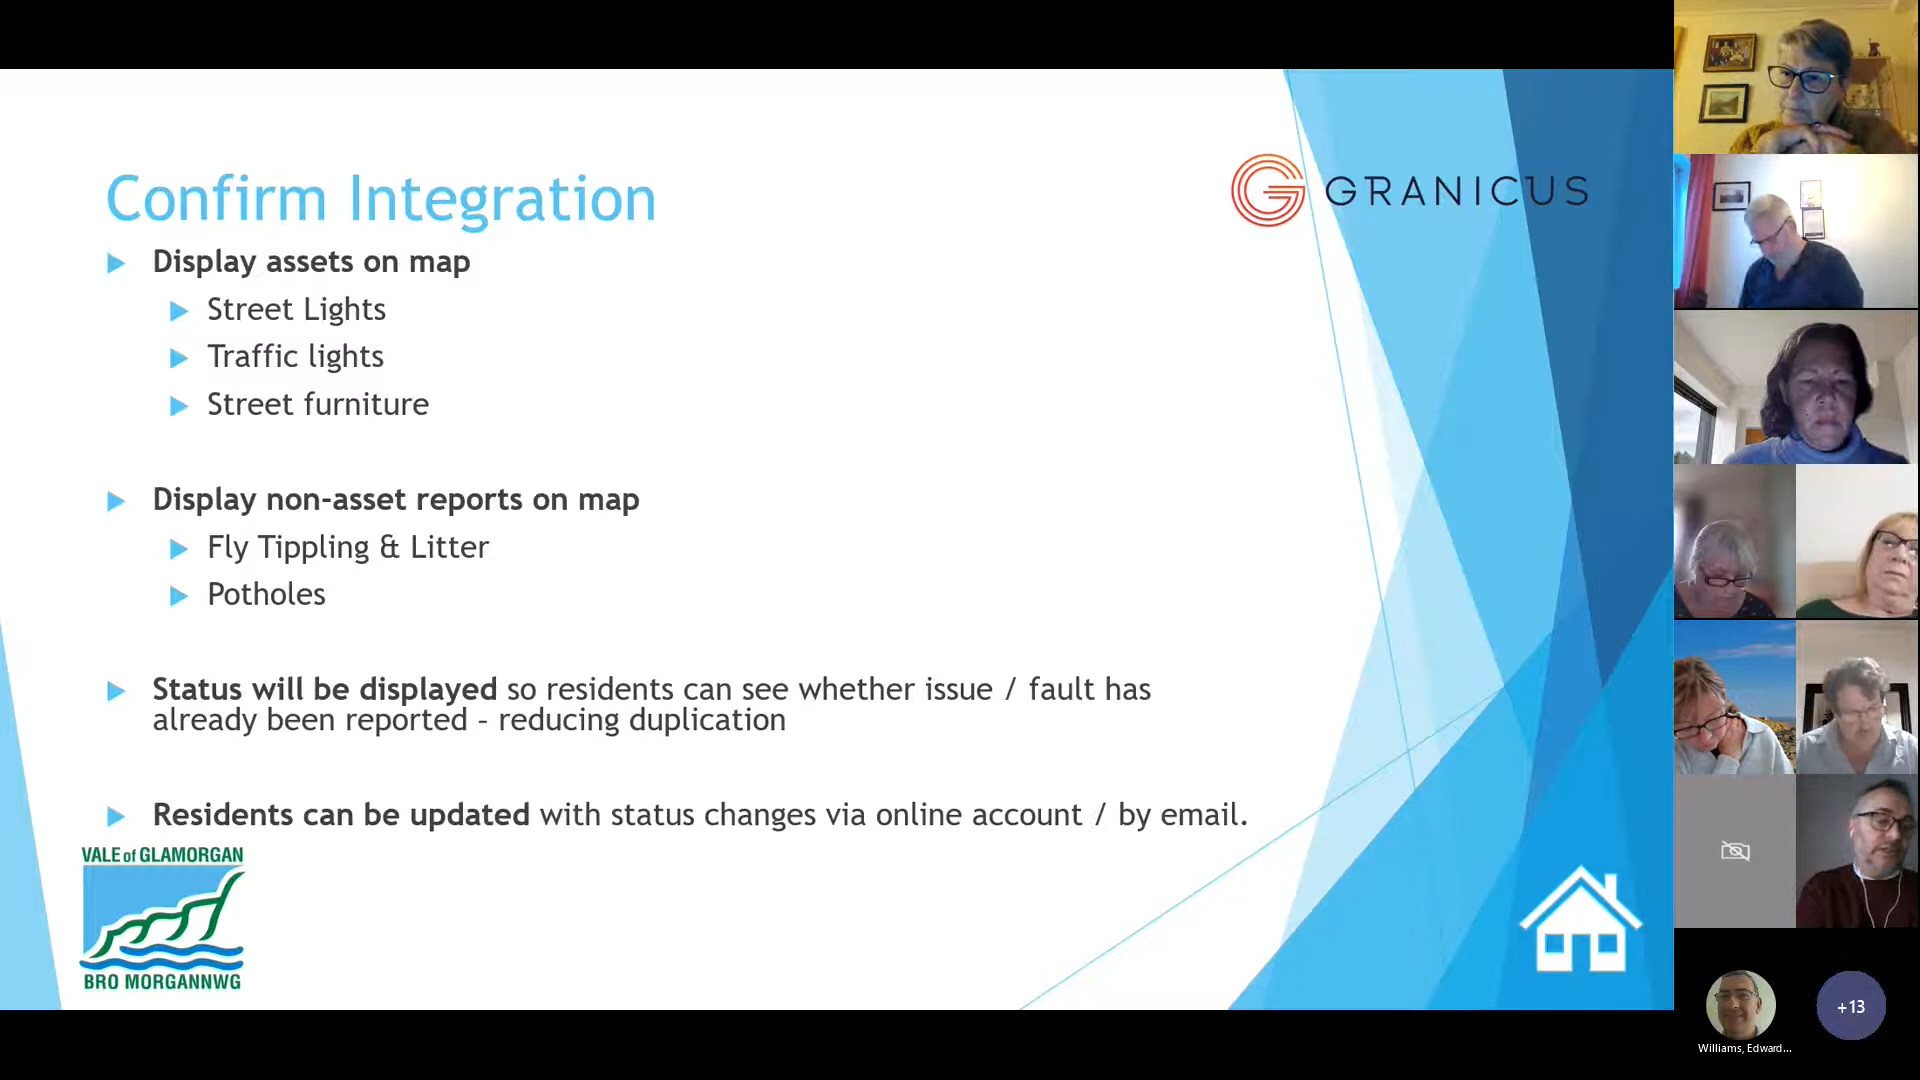 Confirm Integration
GRANICUS
Display assets on map
Street Lights
Traffic lights
Street furniture
Display non-asset reports on map
Fly Tippling & Litter
Potholes
Status will be displayed so residents can see whether issue / fault has
already been reported – reducing duplication
Residents can be updated with status changes via online account / by email.
VALE of GLAMORGAN
BRO MORGANNWG
Williams, Edward...
+13